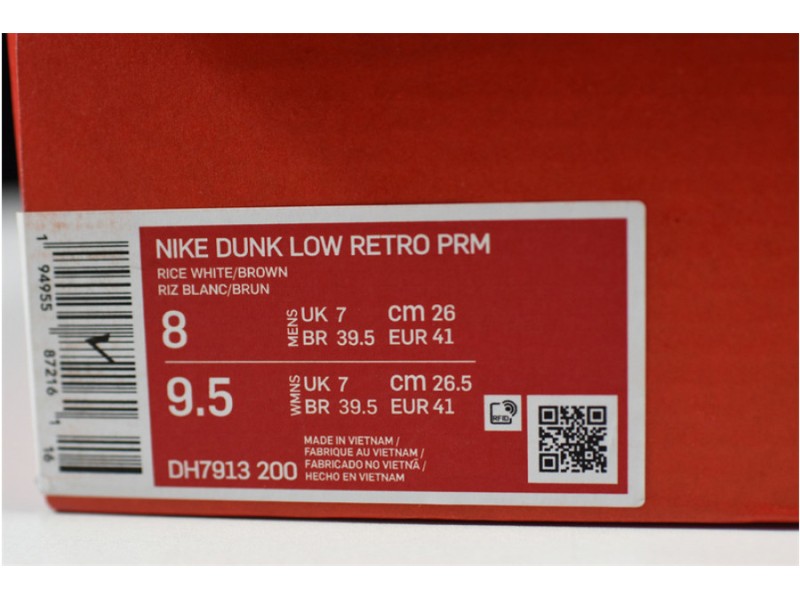 NIKE DUNK LOW RETRO PRM
RICE WHITE/BROWN
RIZ BLANC/BRUN
8 MENS UK 7 cm 26
BR 39.5 EUR 41
9.5 WMNS UK 7 cm 26.5
BR 39.5 EUR 41
RFID
DH7913 200
MADE IN VIETNAM /
FABRIQUE AU VIETNAM /
FABRICADO NO VIETNÃ /
HECHO EN VIETNAM
1 94955 87216 1
16